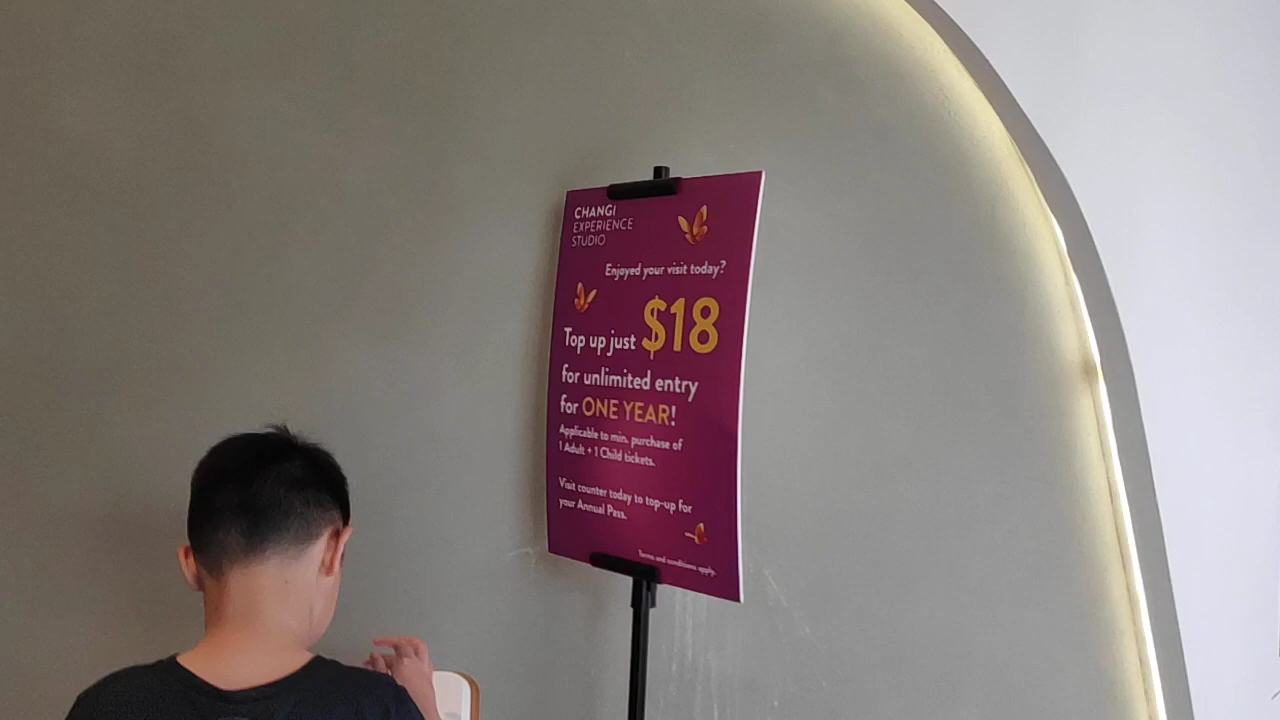 CHANGI
EXPERIENCE
STUDIO
Enjoyed your visit today?
Top up just $18
for unlimited entry
for ONE YEAR!
Applicable to min. purchase of
1 Adult + 1 Child tickets.
Visit counter today to top-up for
your Annual Pass.
Terms and conditions apply.